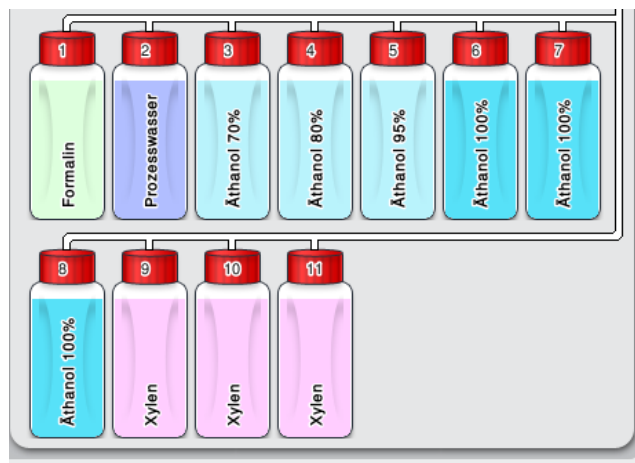 1
Formalin
2
Prozesswasser
3
Äthanol 70%
4
Äthanol 80%
5
Äthanol 95%
6
Äthanol 100%
7
Äthanol 100%
8
Äthanol 100%
9
Xylen
10
Xylen
11
Xylen